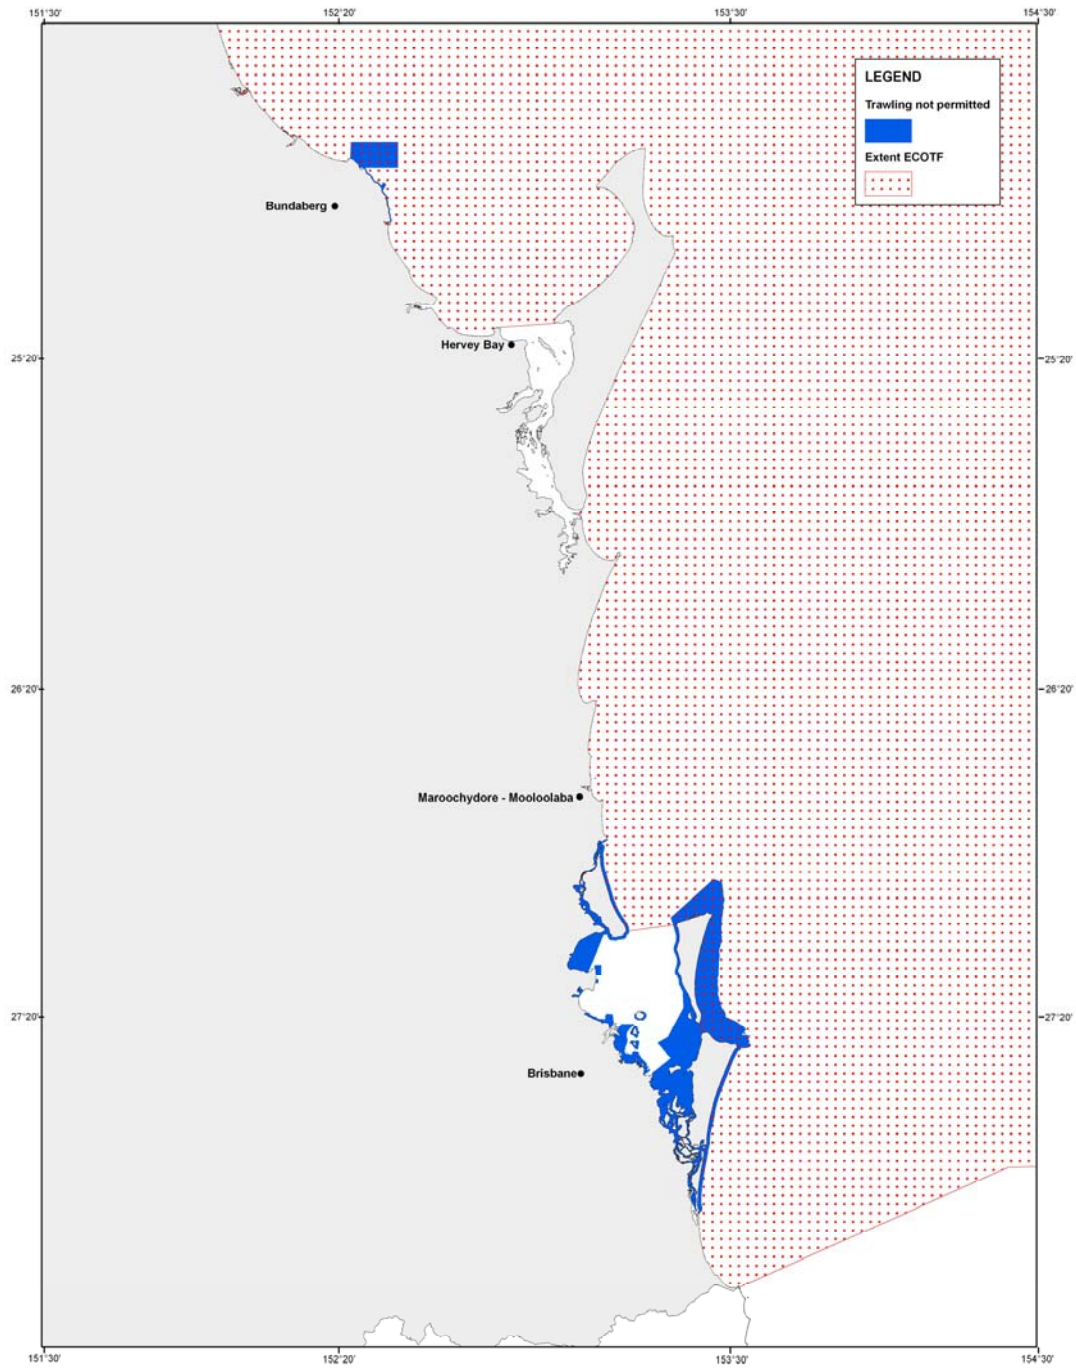 151°30'
152°20'
153°30'
154°30'
LEGEND
Trawling not permitted
Extent ECOTF
Bundaberg
Hervey Bay
25°20'
25°20'
26°20'
26°20'
Maroochydore - Mooloolaba
27°20'
27°20'
Brisbane
151°30'
152°20'
153°30'
154°30'